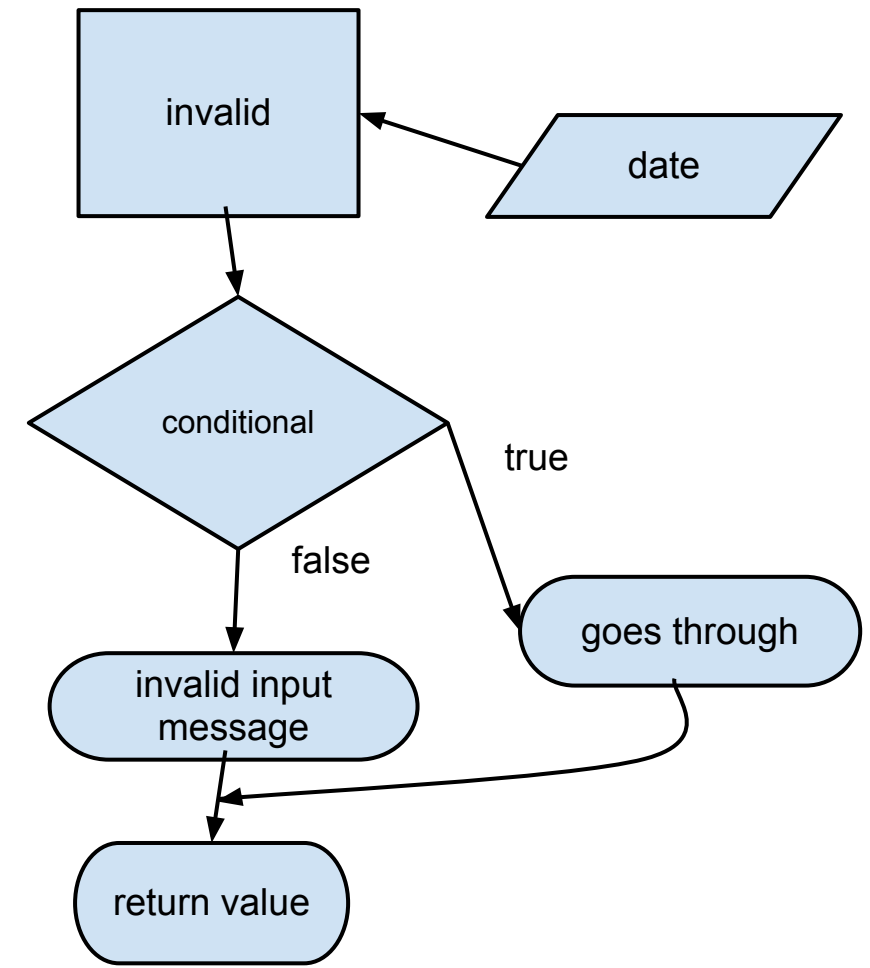 invalid
date
conditional
true
false
goes through
invalid input
message
return value